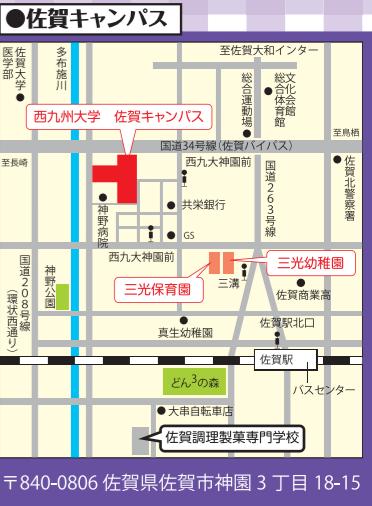 ●佐賀キャンパス
至佐賀大和インター
佐賀大学
医学部
多布施川
総合運動場
文化会館
総合体育館
西九州大学 佐賀キャンパス
国道34号線(佐賀バイパス)
至鳥栖
至長崎
西九大神園前
国道263号線
佐賀北警察署
神野病院
共栄銀行
GS
西九大神園前
国道208号線
(環状西通り)
神野公園
三光保育園
三光幼稚園
三溝
佐賀商業高
真生幼稚園
佐賀駅北口
佐賀駅
バスセンター
どん3の森
大串自転車店
佐賀調理製菓専門学校
〒840-0806 佐賀県佐賀市神園 3 丁目 18-15